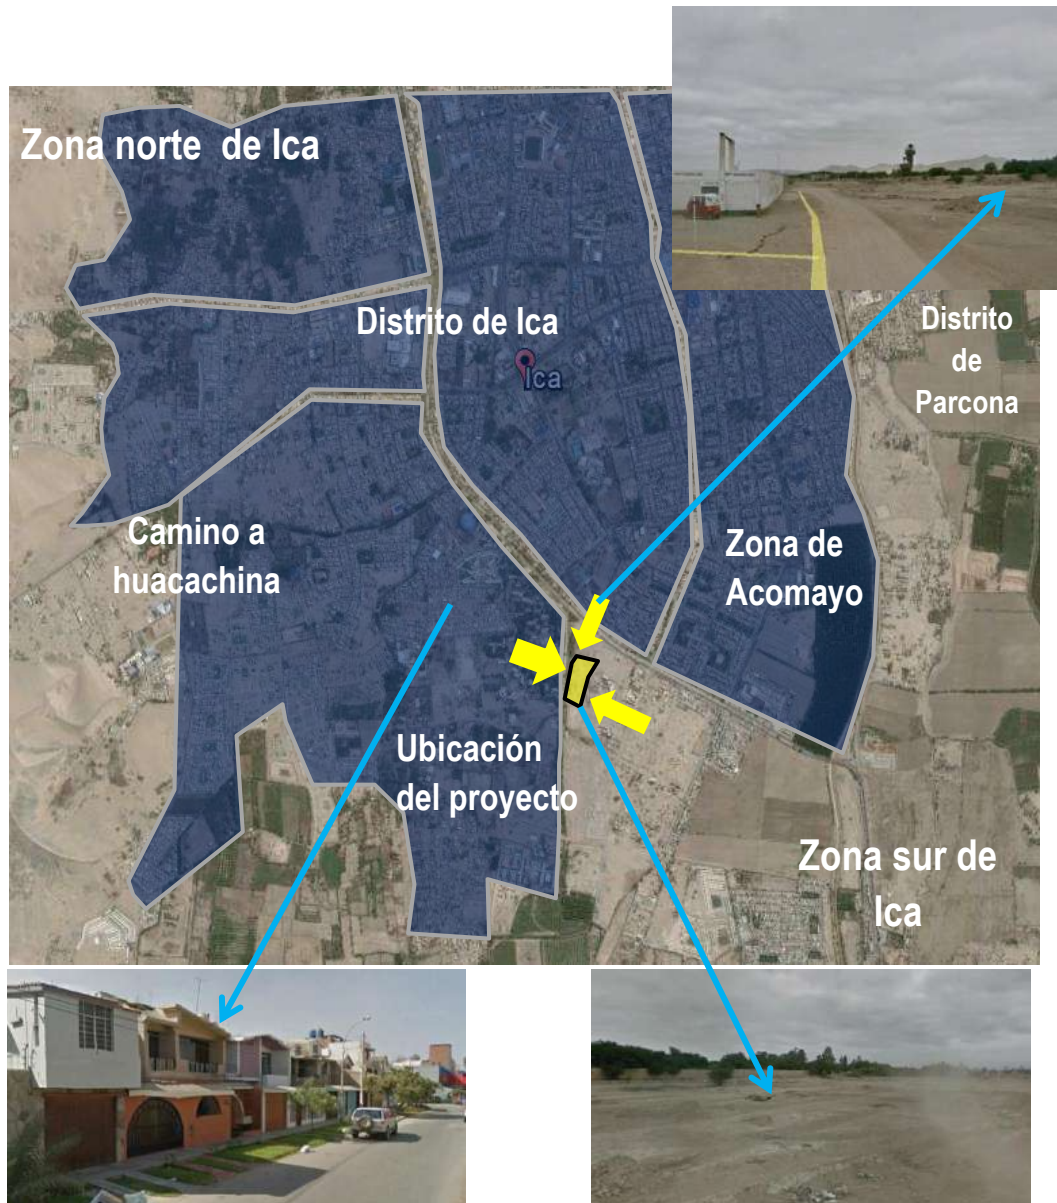 Zona norte de Ica
Distrito de Ica
Ica
Distrito
de
Parcona
Camino a
huacachina
Zona de
Acomayo
Ubicación
del proyecto
Zona sur de
Ica